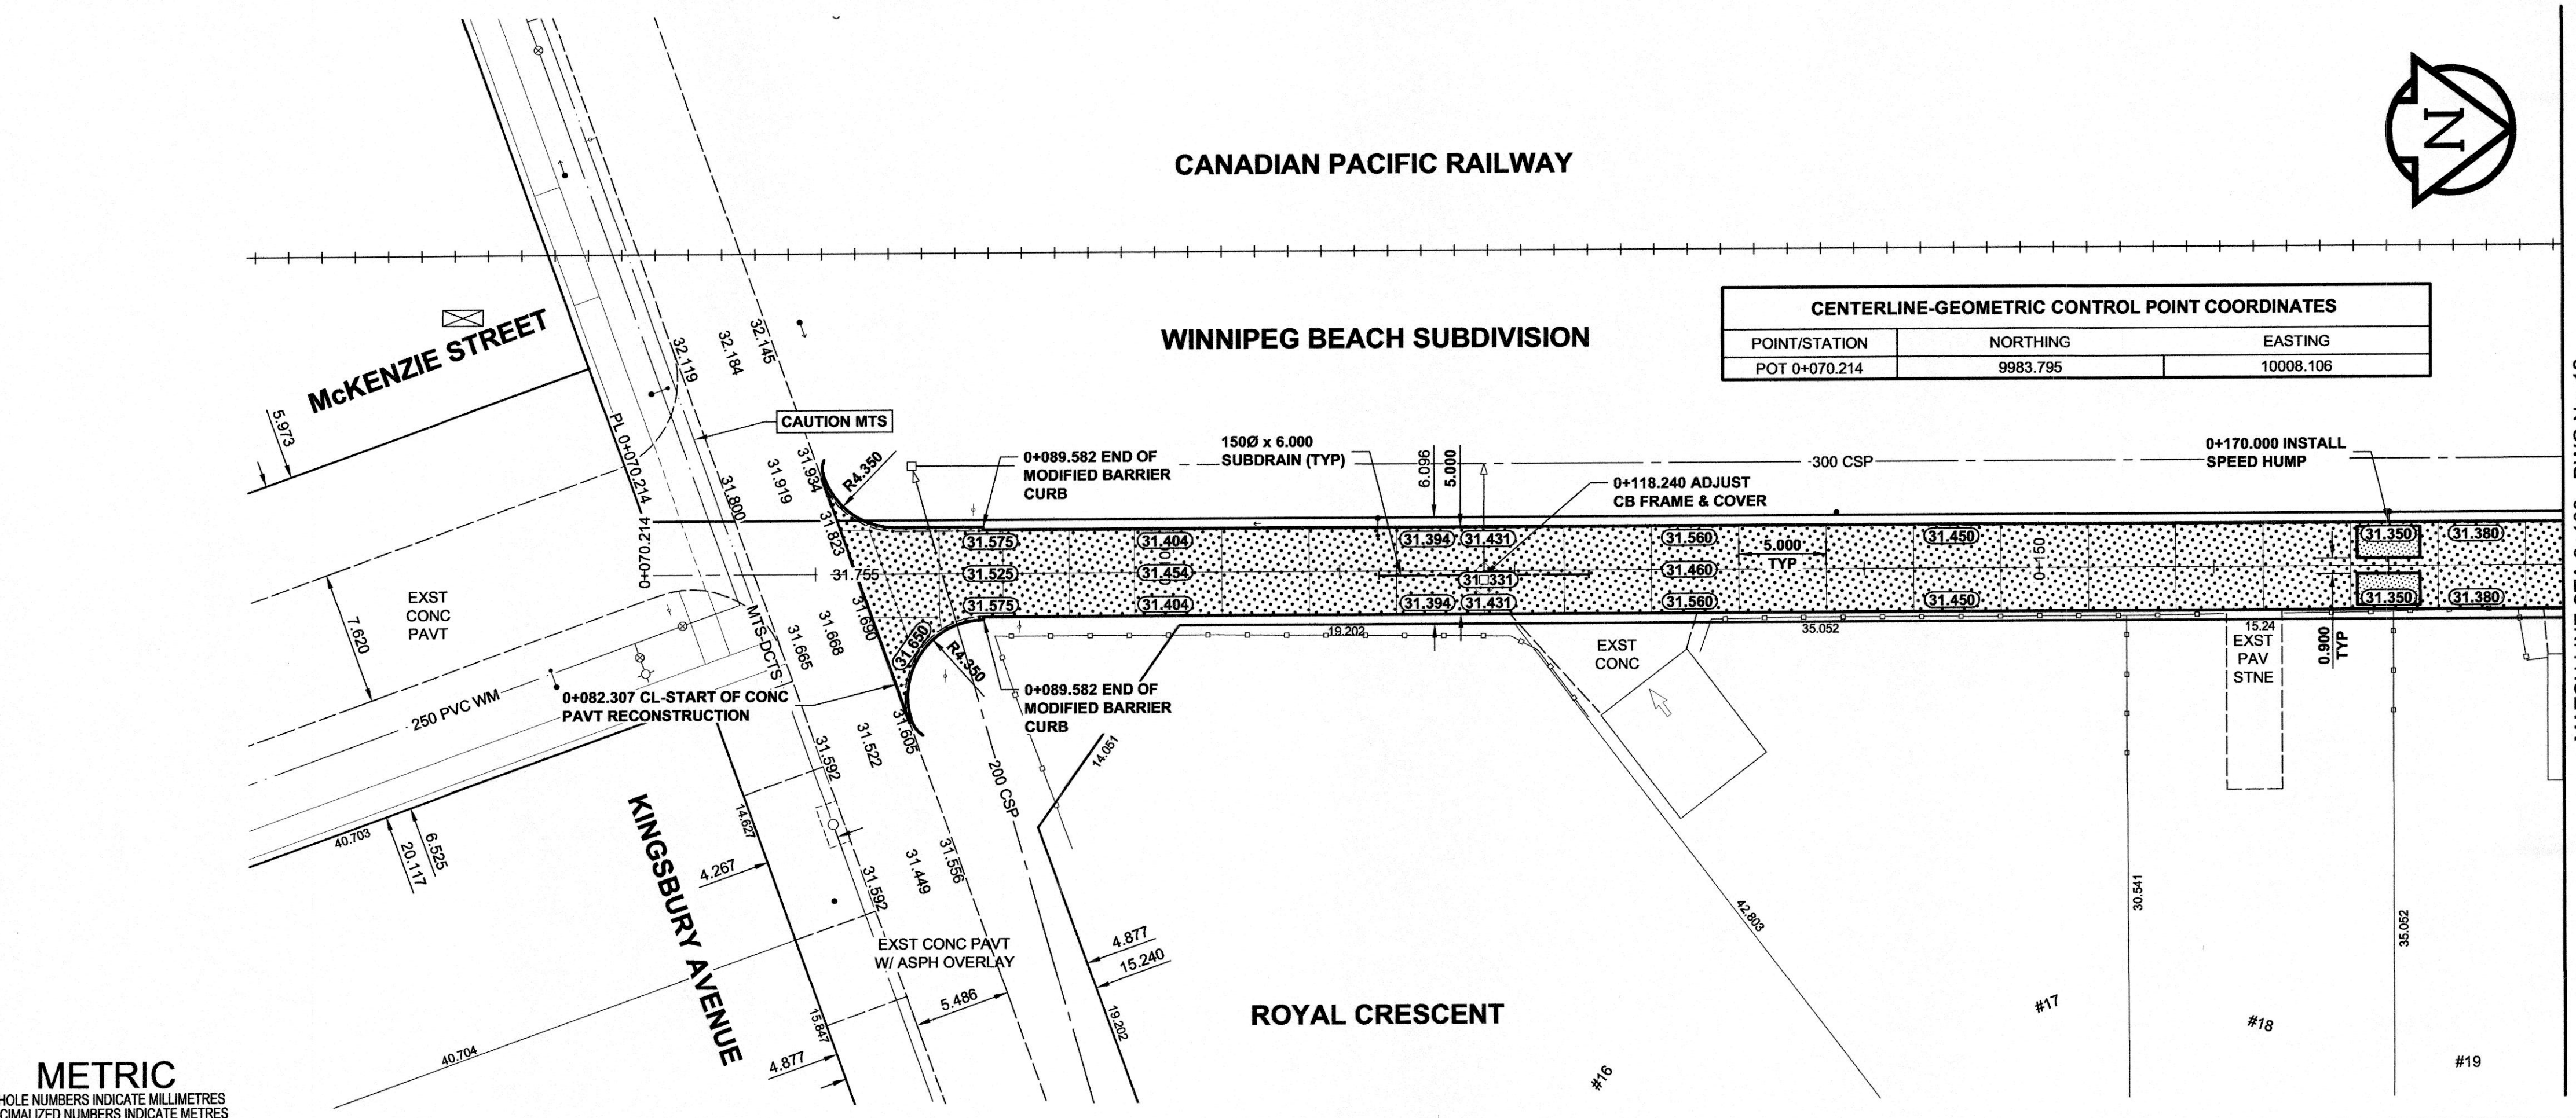 N
CANADIAN PACIFIC RAILWAY
WINNIPEG BEACH SUBDIVISION
CENTERLINE-GEOMETRIC CONTROL POINT COORDINATES
POINT/STATION NORTHING EASTING
POT 0+070.214 9983.795 10008.106
McKENZIE STREET
32.119
32.184
32.145
5.973
CAUTION MTS
PL 0+070.214
0+070.214
31.800
31.919
31.934
R4.350
31.823
0+089.582 END OF
MODIFIED BARRIER
CURB
150Ø x 6.000
SUBDRAIN (TYP)
6.096
5.000
0+118.240 ADJUST
CB FRAME & COVER
300 CSP
0+170.000 INSTALL
SPEED HUMP
31.575
31.404
31.394
31.431
31.560
5.000
TYP
31.450
31.350
31.380
31.755
31.525
31.454
31.331
31.460
0+150
31.575
31.404
31.394
31.431
31.560
31.450
31.350
31.380
EXST
CONC
PAVT
7.620
MTS-DCTS
31.665
31.668
31.690
31.650
R4.350
19.202
EXST
CONC
35.052
15.24
EXST
PAV
STNE
0.900
TYP
250 PVC WM
0+082.307 CL-START OF CONC
PAVT RECONSTRUCTION
0+089.582 END OF
MODIFIED BARRIER
CURB
31.592
31.522
31.605
200 CSP
14.051
40.703
20.117
6.525
KINGSBURY AVENUE
14.627
4.267
31.592
31.449
31.556
EXST CONC PAVT
W/ ASPH OVERLAY
5.486
4.877
15.240
42.803
30.541
35.052
ROYAL CRESCENT
19.202
15.847
4.877
40.704
#16
#17
#18
#19
METRIC
HOLE NUMBERS INDICATE MILLIMETRES
CIMALIZED NUMBERS INDICATE METRES